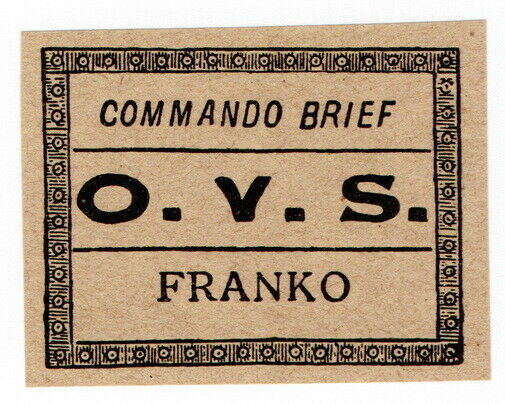 COMMANDO BRIEF
O. V. S.
FRANKO